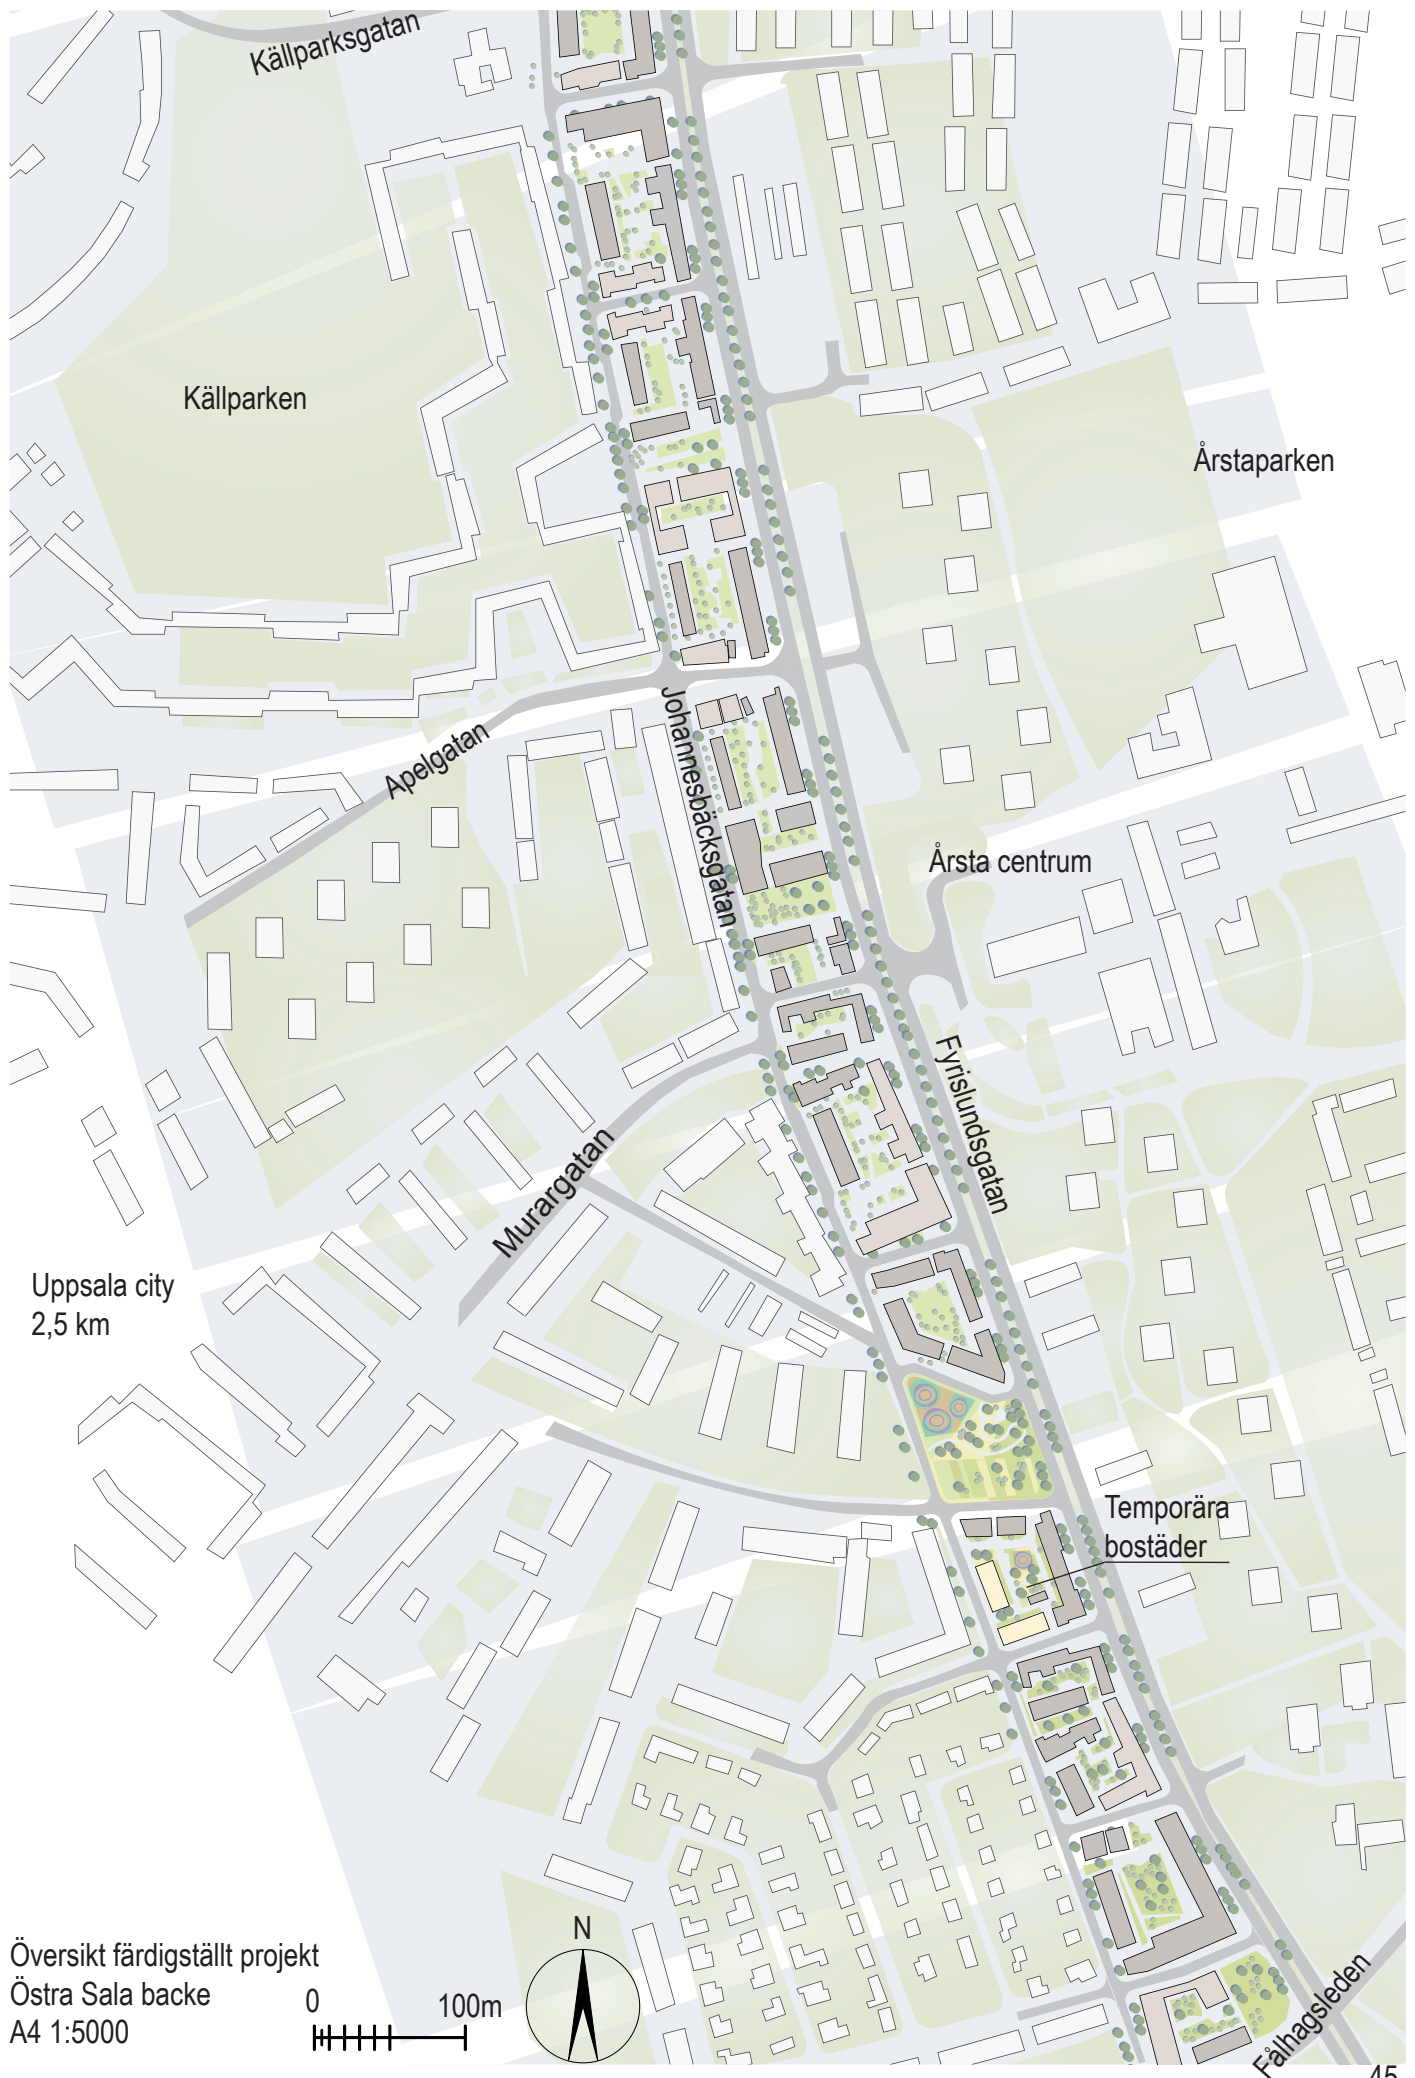 Källparksgatan
Källparken
Årstaparken
Johannesbäcksgatan
Apelgatan
Årsta centrum
Fyrislundsgatan
Murargatan
Uppsala city
2,5 km
Temporära
bostäder
Översikt färdigställt projekt
Östra Sala backe
A4 1:5000
0 100m
N
Fålhagsleden
45